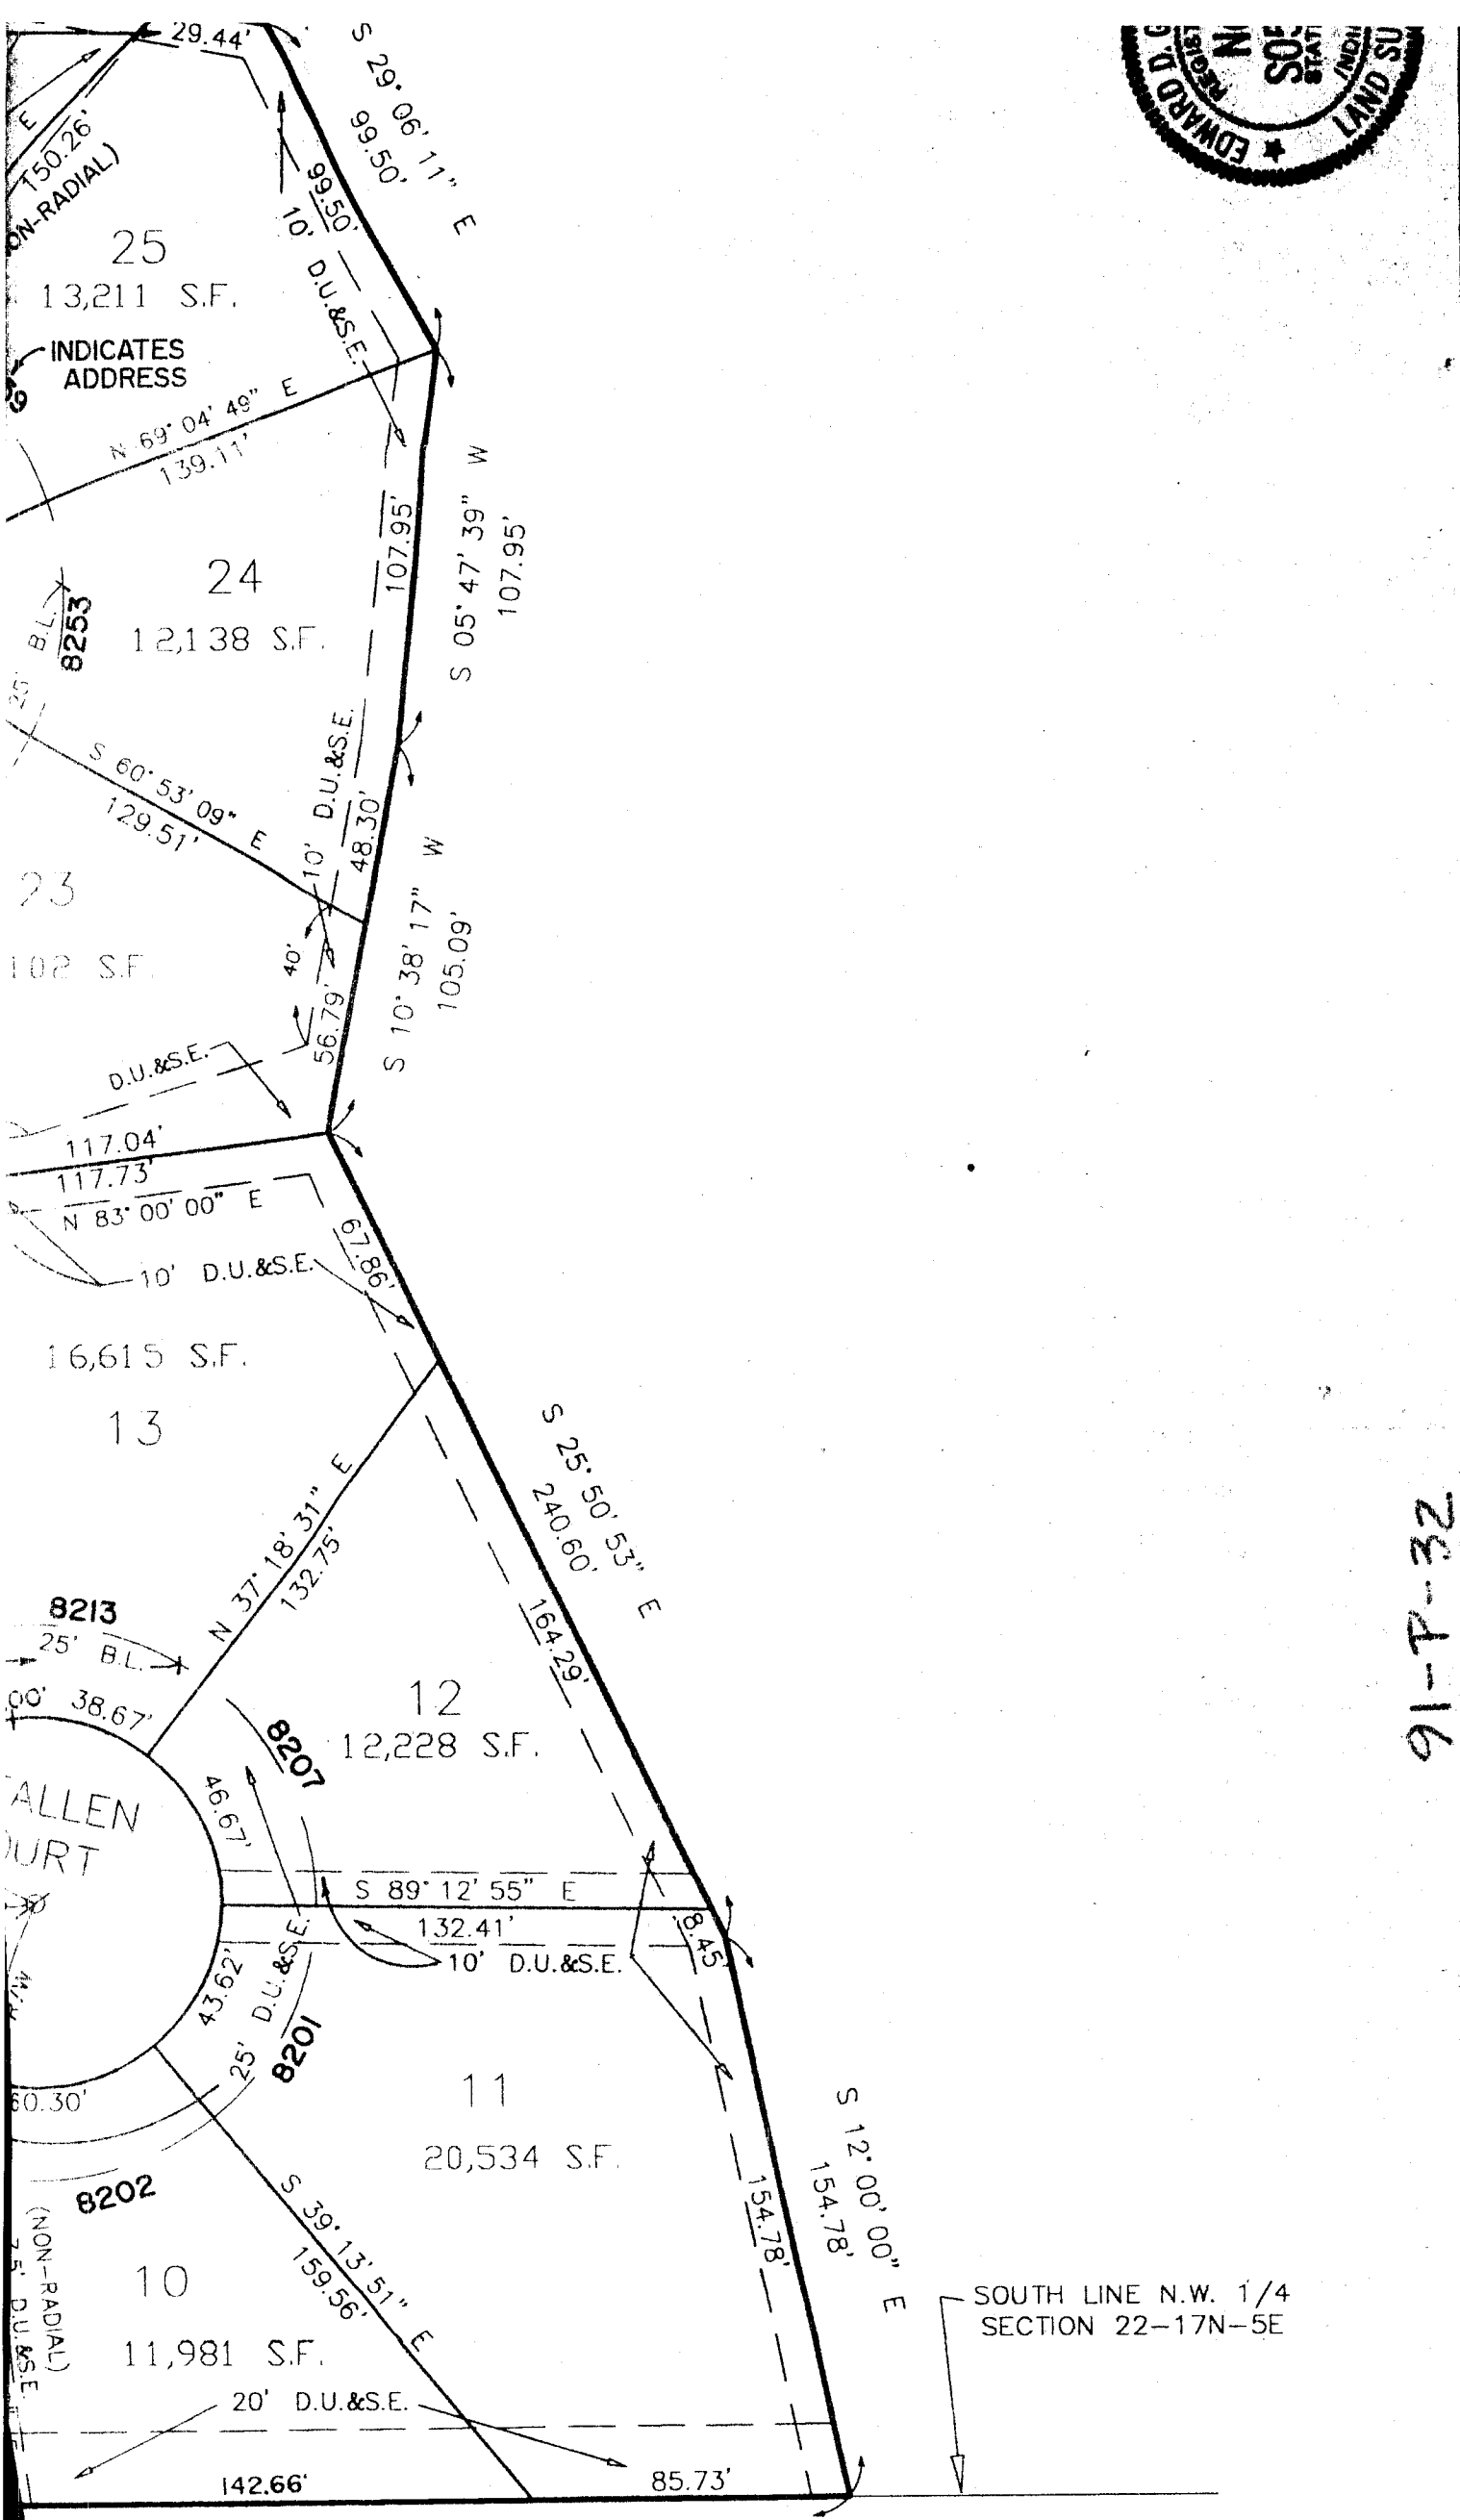 29.44'
S 29° 06' 11" E
99.50'
E
150.26'
99.50'
10' D.U.&S.E.
25
13,211 S.F.
INDICATES
ADDRESS
N 69° 04' 49" E
139.11'
S 05° 47' 39" W
107.95'
107.95'
24
12,138 S.F.
B.L.
8253
10' D.U.&S.E.
S 60° 53' 09" E
129.51'
48.30'
23
S.F.
40'
S 10° 38' 17" W
105.09'
56.79'
D.U.&S.E.
117.04'
117.73'
N 83° 00' 00" E
67.86'
10' D.U.&S.E.
16,615 S.F.
13
S 25° 50' 53" E
240.60'
N 37° 18' 31" E
132.75'
8213
25' B.L.
38.67'
164.29'
12
12,228 S.F.
8207
46.67'
S 89° 12' 55" E
132.41'
8.45'
10' D.U.&S.E.
43.62'
25' D.U.&S.E.
8201
11
20,534 S.F.
S 12° 00' 00" E
154.78'
154.78'
8202
(NON-RADIAL)
D.U.&S.E.
S 39° 13' 51" E
159.56'
10
11,981 S.F.
20' D.U.&S.E.
142.66'
85.73'
SOUTH LINE N.W. 1/4
SECTION 22-17N-5E
EDWARD D.
LAND
91-P-32